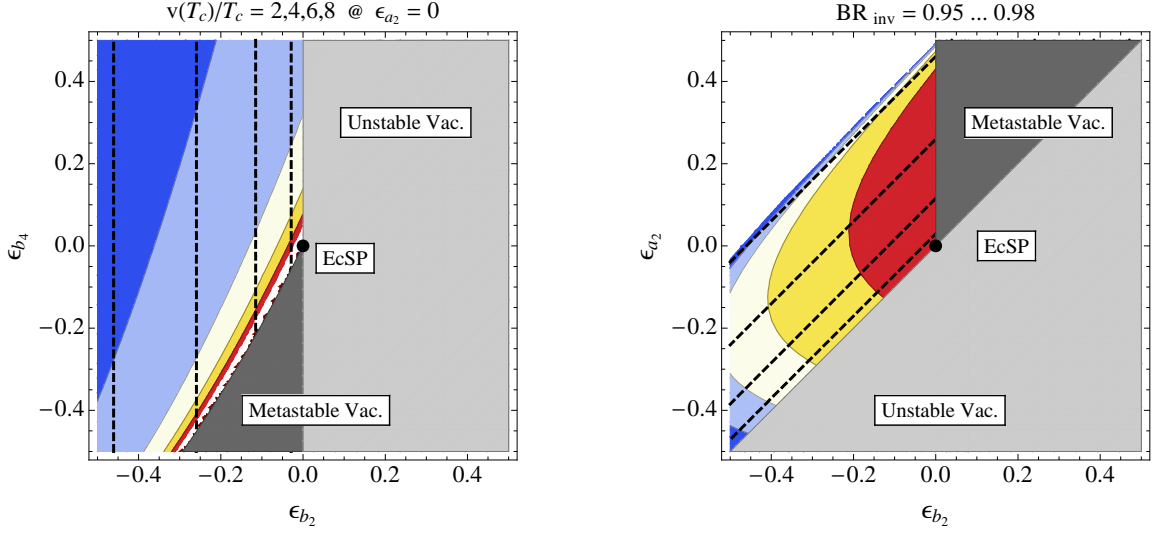 v(T_c)/T_c = 2,4,6,8 @ ϵ_{a_2} = 0
0.4
0.2
0.0
−0.2
−0.4
ϵ_{b_4}
Unstable Vac.
EcSP
Metastable Vac.
−0.4 −0.2 0.0 0.2 0.4
ϵ_{b_2}
BR_inv = 0.95 ... 0.98
0.4
0.2
0.0
−0.2
−0.4
ϵ_{a_2}
Metastable Vac.
EcSP
Unstable Vac.
−0.4 −0.2 0.0 0.2 0.4
ϵ_{b_2}